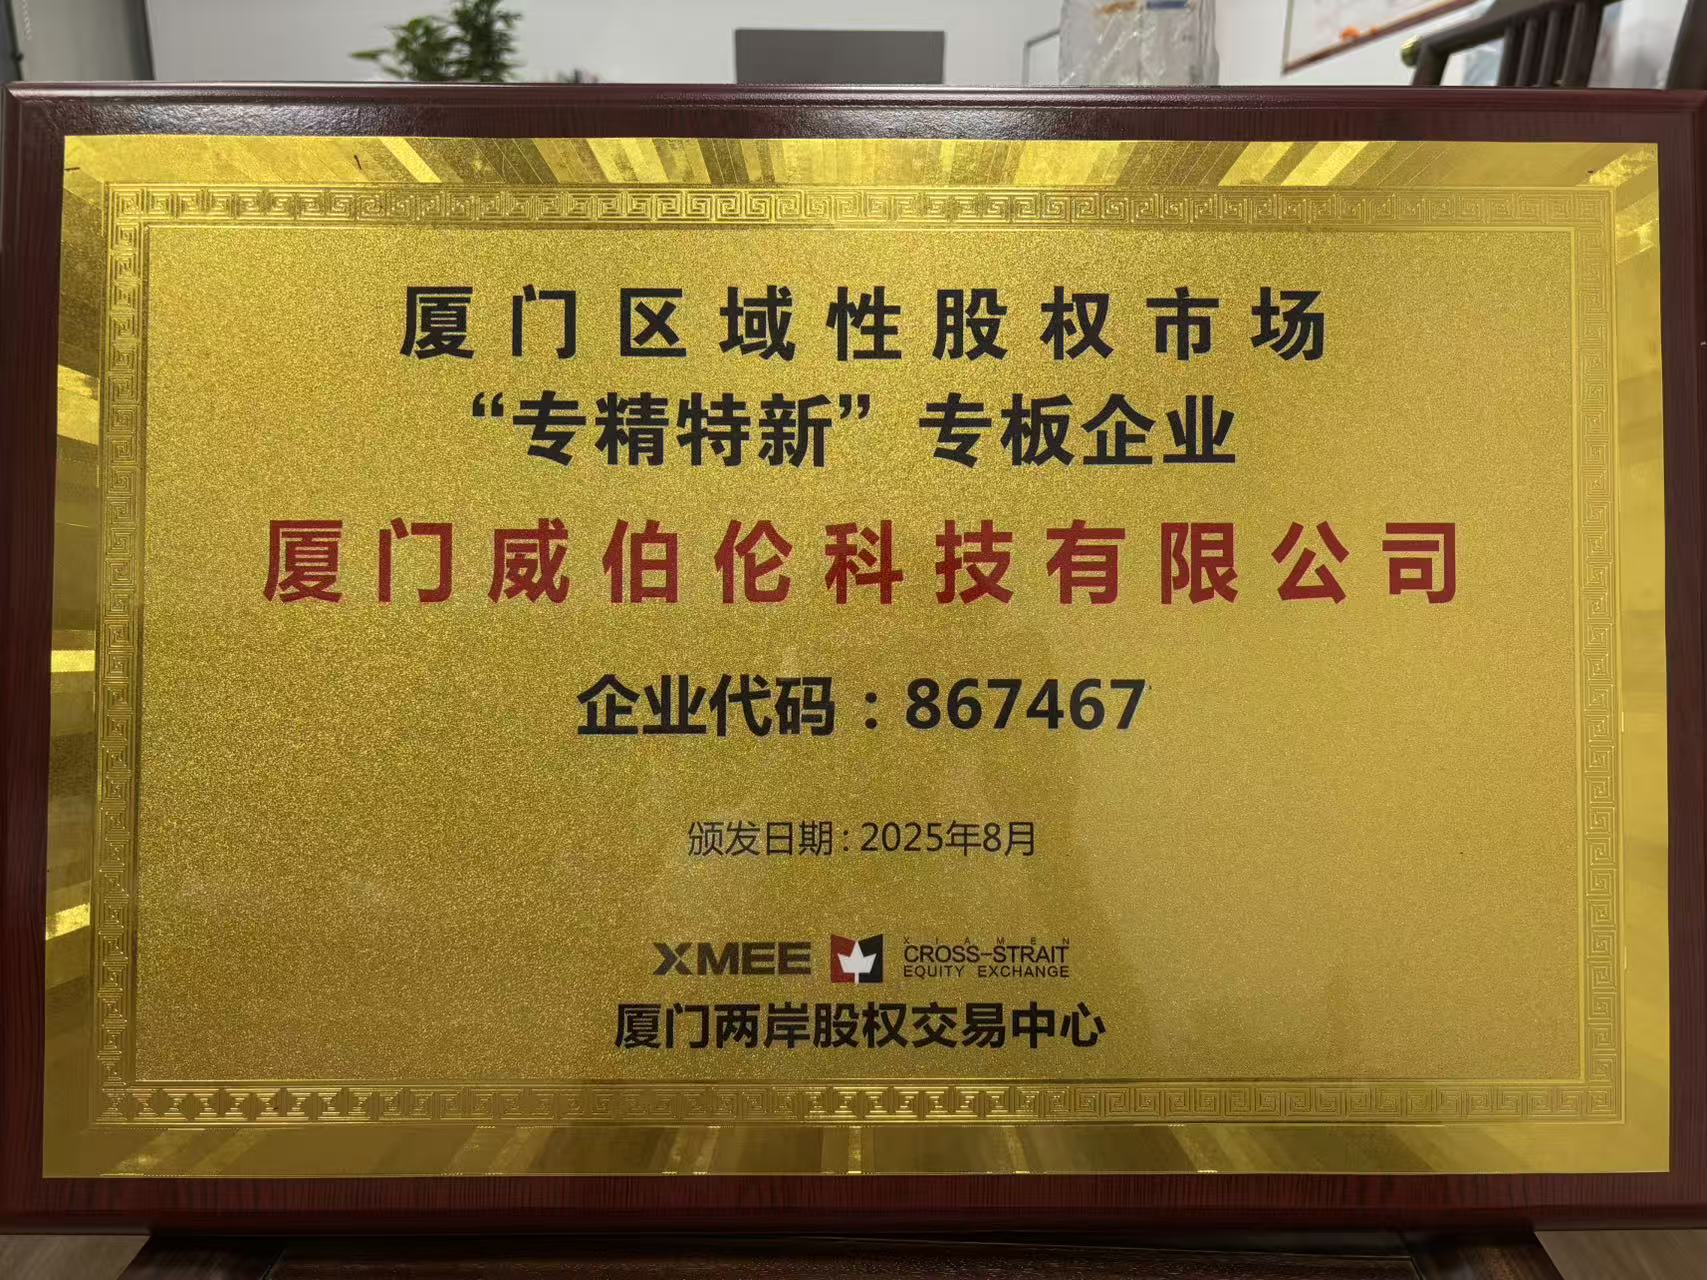 厦门区域性股权市场
“专精特新”专板企业
厦门威伯伦科技有限公司
企业代码：867467
颁发日期：2025年8月
XMEE
XIAMEN
CROSS-STRAIT
EQUITY EXCHANGE
厦门两岸股权交易中心